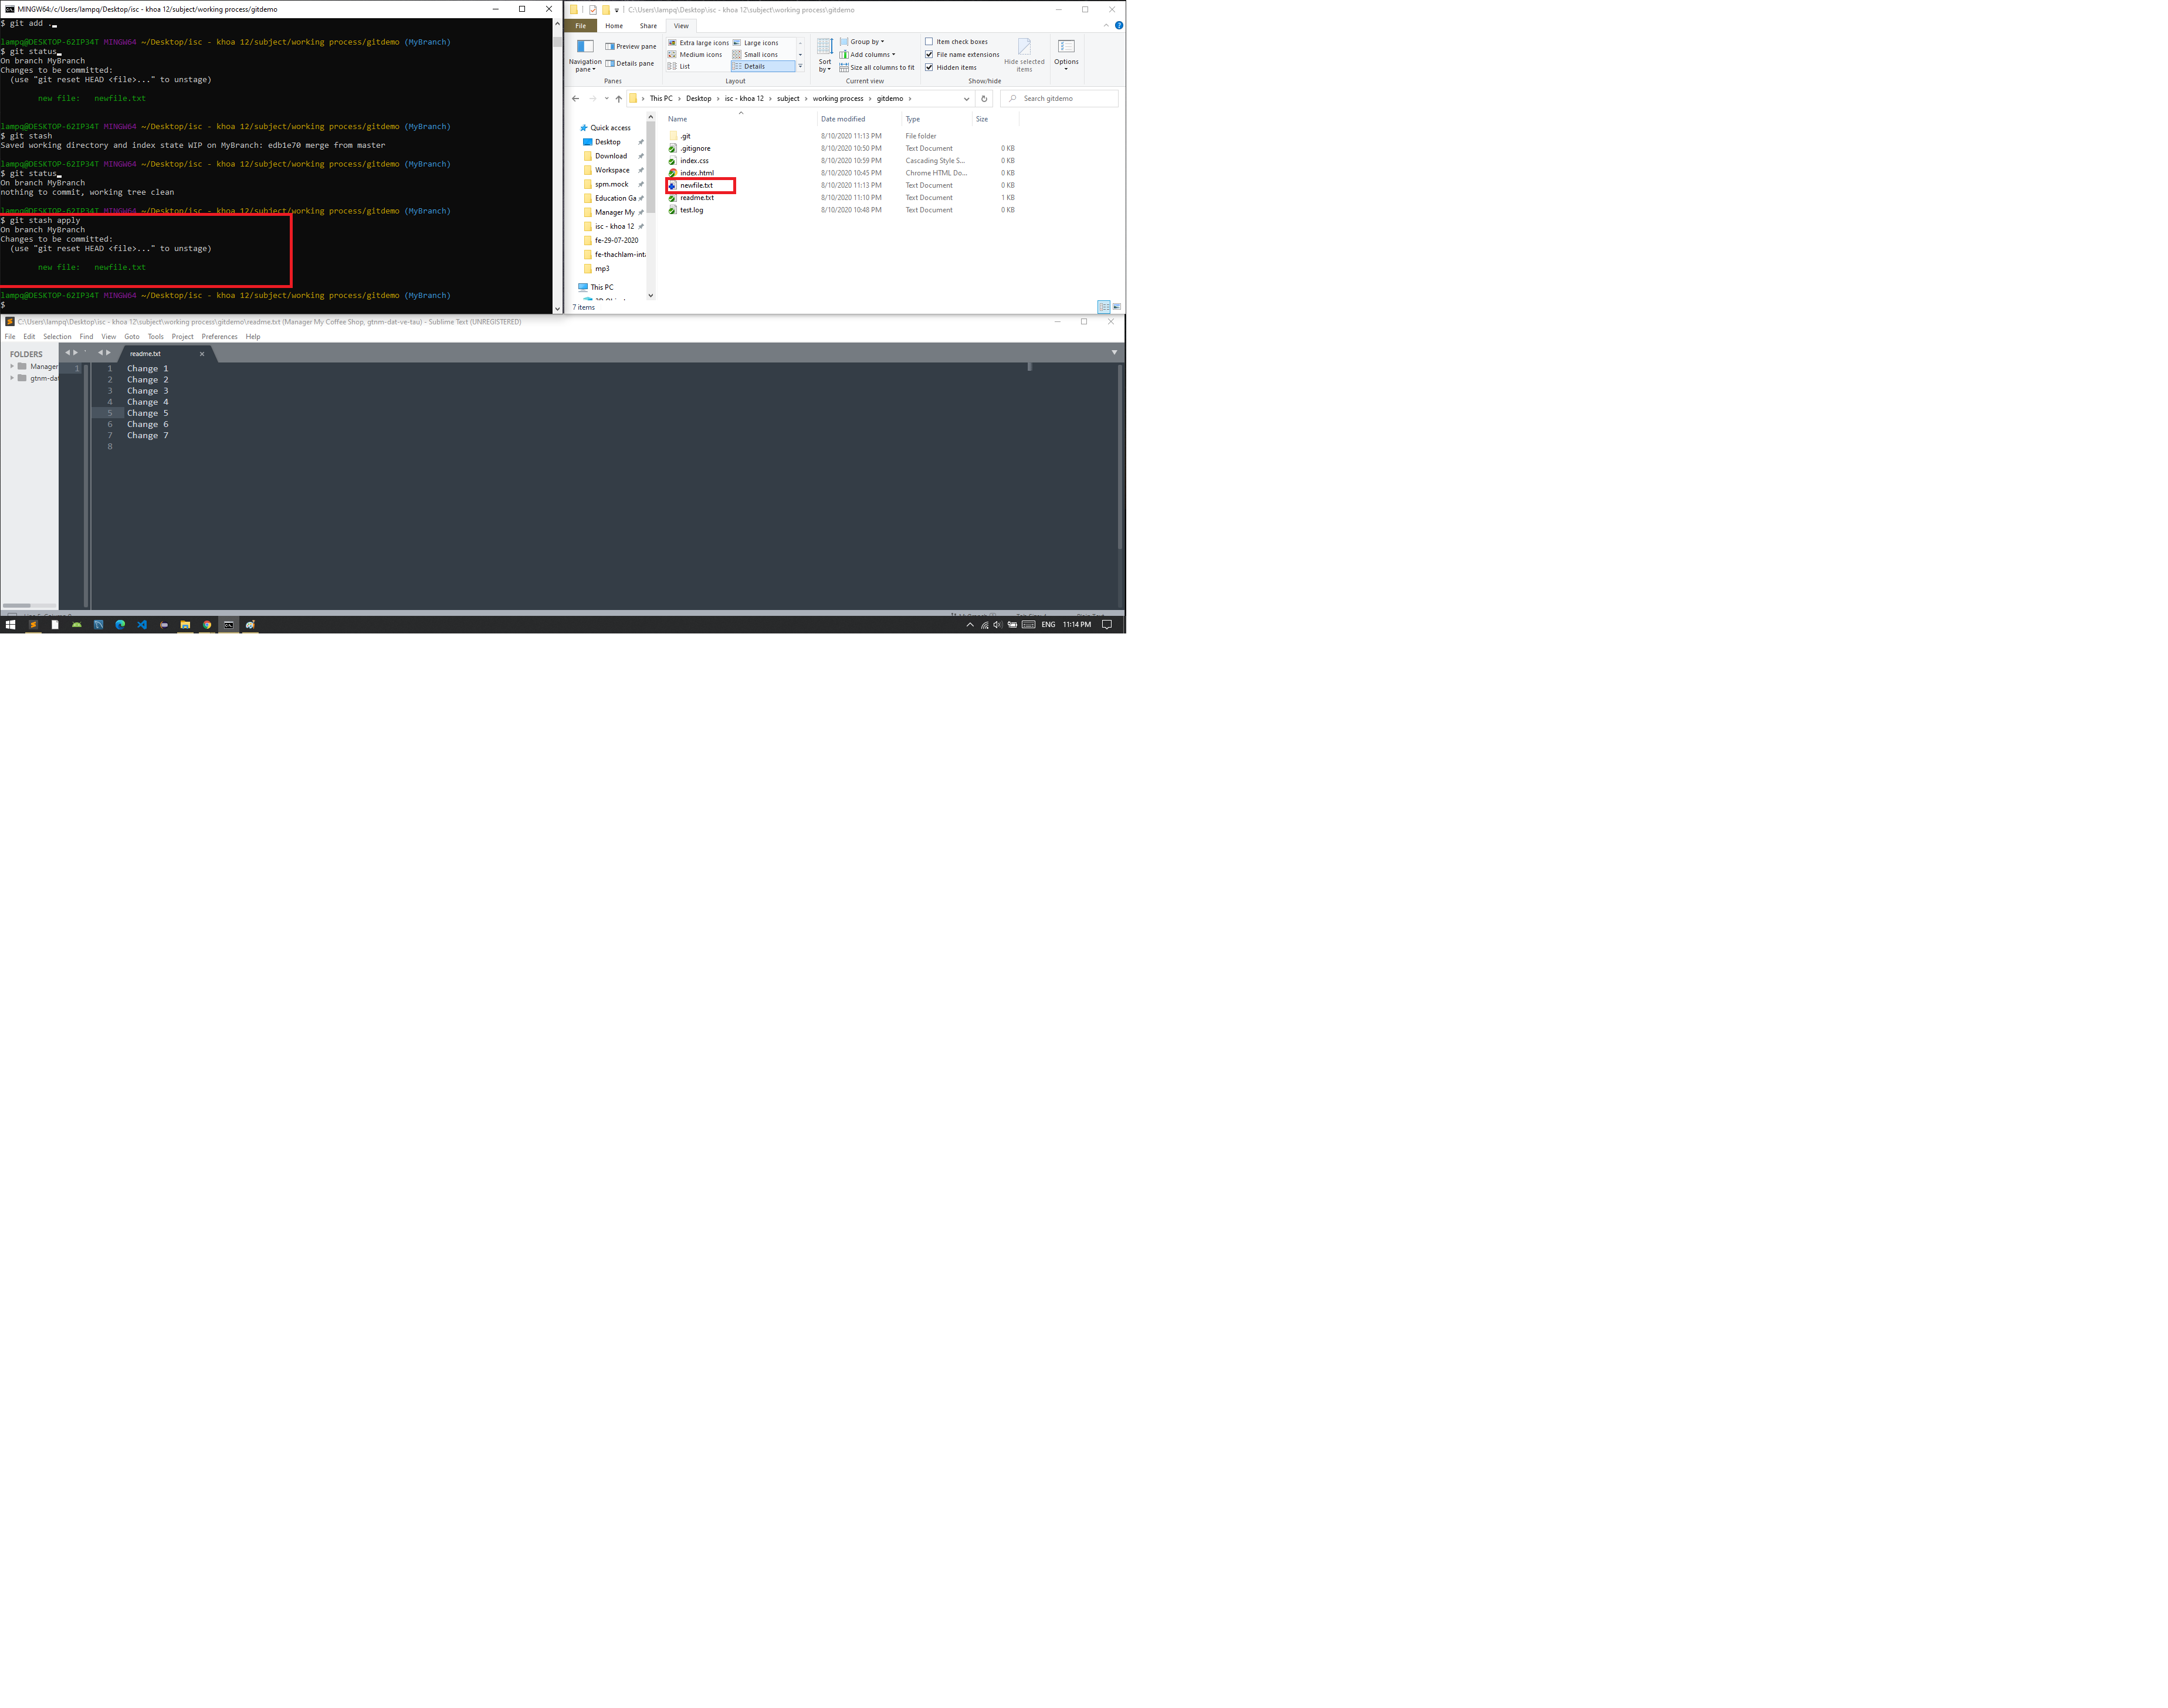 MINGW64:/c/Users/lampq/Desktop/isc - khoa 12/subject/working process/gitdemo
$ git add .
lampq@DESKTOP-62IP34T MINGW64 ~/Desktop/isc - khoa 12/subject/working process/gitdemo (MyBranch)
$ git status
On branch MyBranch
Changes to be committed:
(use "git reset HEAD <file>..." to unstage)
new file: newfile.txt
lampq@DESKTOP-62IP34T MINGW64 ~/Desktop/isc - khoa 12/subject/working process/gitdemo (MyBranch)
$ git stash
Saved working directory and index state WIP on MyBranch: edb1e70 merge from master
lampq@DESKTOP-62IP34T MINGW64 ~/Desktop/isc - khoa 12/subject/working process/gitdemo (MyBranch)
$ git status
On branch MyBranch
nothing to commit, working tree clean
lampq@DESKTOP-62IP34T MINGW64 ~/Desktop/isc - khoa 12/subject/working process/gitdemo (MyBranch)
$ git stash apply
On branch MyBranch
Changes to be committed:
(use "git reset HEAD <file>..." to unstage)
new file: newfile.txt
lampq@DESKTOP-62IP34T MINGW64 ~/Desktop/isc - khoa 12/subject/working process/gitdemo (MyBranch)
$
C:\Users\lampq\Desktop\isc - khoa 12\subject\working process\gitdemo
File Home Share View
Navigation pane
Preview pane
Details pane
Panes
Extra large icons Large icons
Medium icons Small icons
List Details
Layout
Sort by
Group by
Add columns
Size all columns to fit
Current view
Item check boxes
File name extensions
Hidden items
Hide selected items
Show/hide
Options
This PC > Desktop > isc - khoa 12 > subject > working process > gitdemo >
Search gitdemo
Quick access
Desktop
Download
Workspace
spm.mock
Education Ga
Manager My
isc - khoa 12
fe-29-07-2020
fe-thachlam-int
mp3
This PC
Name Date modified Type Size
.git 8/10/2020 11:13 PM File folder
.gitignore 8/10/2020 10:50 PM Text Document 0 KB
index.css 8/10/2020 10:59 PM Cascading Style S... 0 KB
index.html 8/10/2020 10:45 PM Chrome HTML Do... 0 KB
newfile.txt 8/10/2020 11:13 PM Text Document 0 KB
readme.txt 8/10/2020 11:10 PM Text Document 1 KB
test.log 8/10/2020 10:48 PM Text Document 0 KB
7 items
C:\Users\lampq\Desktop\isc - khoa 12\subject\working process\gitdemo\readme.txt (Manager My Coffee Shop, gtnm-dat-ve-tau) - Sublime Text (UNREGISTERED)
File Edit Selection Find View Goto Tools Project Preferences Help
FOLDERS
Manager
gtnm-dat
1
readme.txt
1 Change 1
2 Change 2
3 Change 3
4 Change 4
5 Change 5
6 Change 6
7 Change 7
8
ENG 11:14 PM